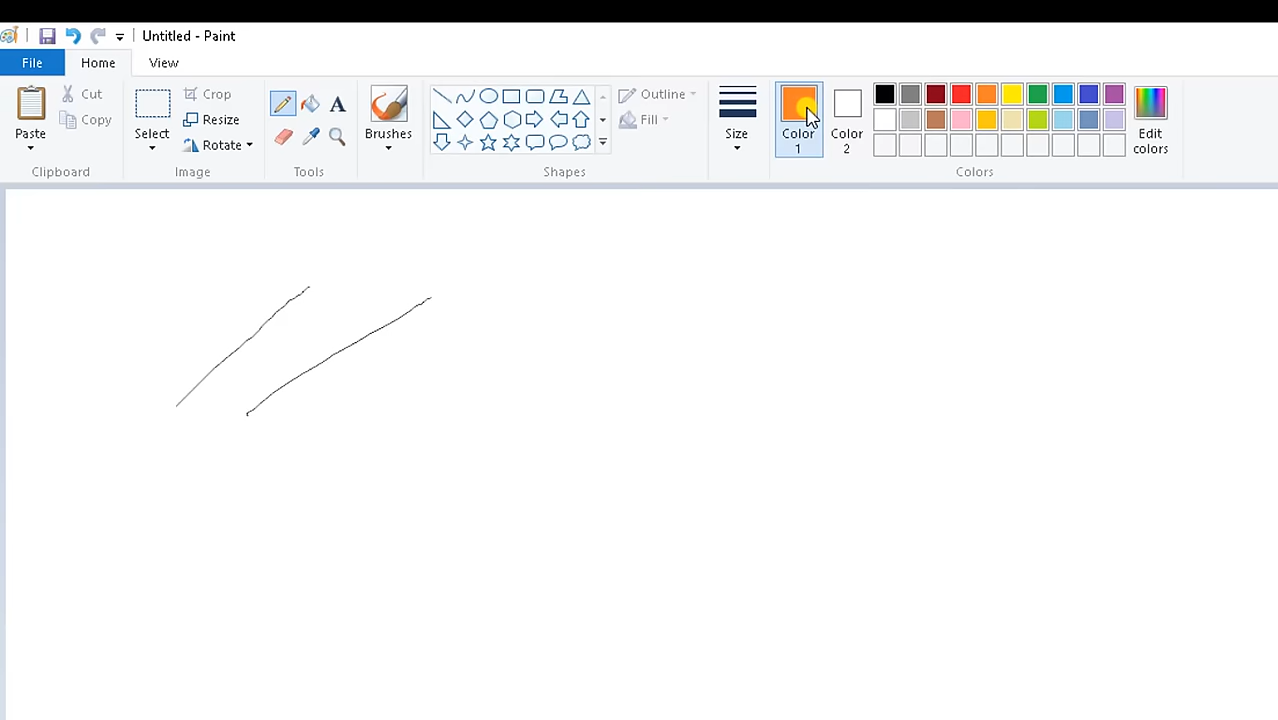 Untitled - Paint
File Home View
Paste
Cut
Copy
Clipboard
Select
Crop
Resize
Rotate
Image
Tools
Brushes
Shapes
Outline
Fill
Size
Color
1
Color
2
Edit
colors
Colors